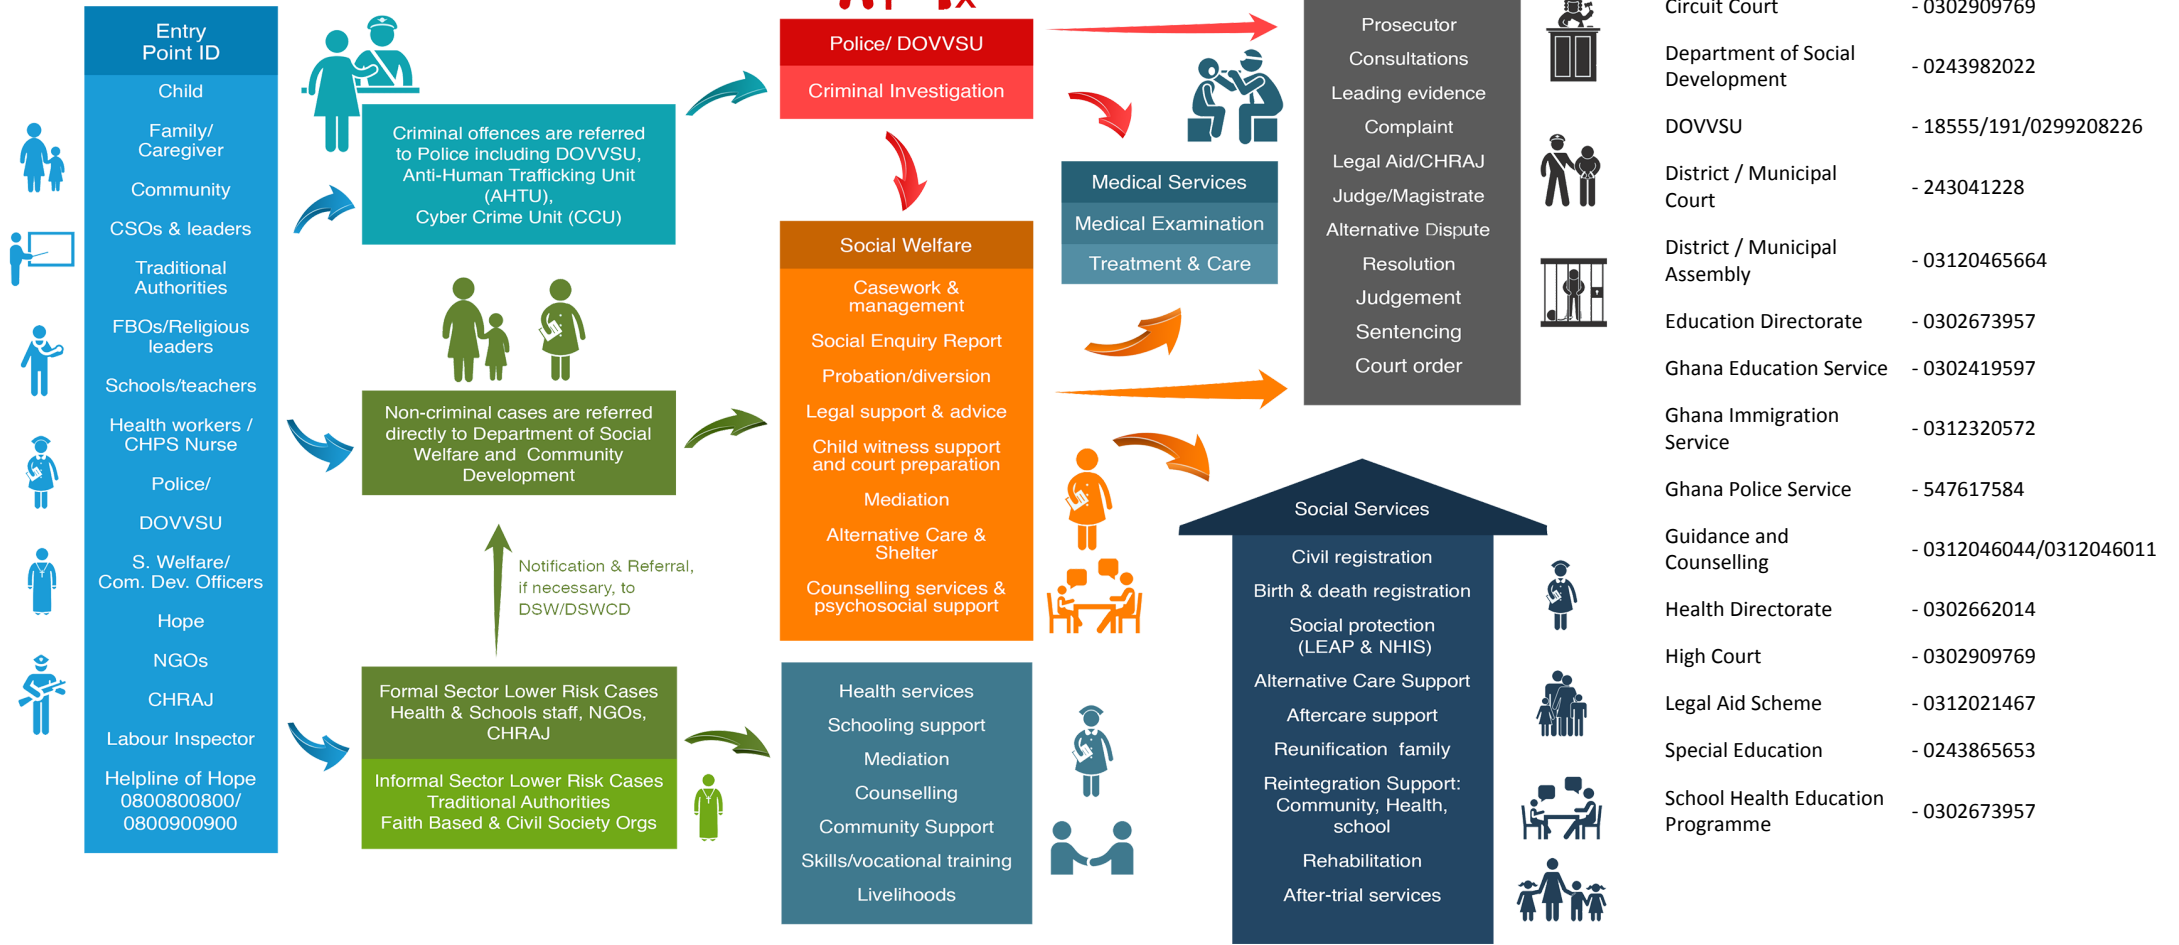 Entry
Point ID
Child
Family/
Caregiver
Community
CSOs & leaders
Traditional
Authorities
FBOs/Religious
leaders
Schools/teachers
Health workers /
CHPS Nurse
Police/
DOVVSU
S. Welfare/
Com. Dev. Officers
Hope
NGOs
CHRAJ
Labour Inspector
Helpline of Hope
0800800800/
0800900900
Criminal offences are referred
to Police including DOVVSU,
Anti-Human Trafficking Unit
(AHTU),
Cyber Crime Unit (CCU)
Non-criminal cases are referred
directly to Department of Social
Welfare and Community
Development
Notification & Referral,
if necessary, to
DSW/DSWCD
Formal Sector Lower Risk Cases
Health & Schools staff, NGOs,
CHRAJ
Informal Sector Lower Risk Cases
Traditional Authorities
Faith Based & Civil Society Orgs
Police/ DOVVSU
Criminal Investigation
Social Welfare
Casework &
management
Social Enquiry Report
Probation/diversion
Legal support & advice
Child witness support
and court preparation
Mediation
Alternative Care &
Shelter
Counselling services &
psychosocial support
Health services
Schooling support
Mediation
Counselling
Community Support
Skills/vocational training
Livelihoods
Medical Services
Medical Examination
Treatment & Care
Prosecutor
Consultations
Leading evidence
Complaint
Legal Aid/CHRAJ
Judge/Magistrate
Alternative Dispute
Resolution
Judgement
Sentencing
Court order
Social Services
Civil registration
Birth & death registration
Social protection
(LEAP & NHIS)
Alternative Care Support
Aftercare support
Reunification family
Reintegration Support:
Community, Health,
school
Rehabilitation
After-trial services
Circuit Court - 0302909769
Department of Social
Development - 0243982022
DOVVSU - 18555/191/0299208226
District / Municipal
Court - 243041228
District / Municipal
Assembly - 03120465664
Education Directorate - 0302673957
Ghana Education Service - 0302419597
Ghana Immigration
Service - 0312320572
Ghana Police Service - 547617584
Guidance and
Counselling - 0312046044/0312046011
Health Directorate - 0302662014
High Court - 0302909769
Legal Aid Scheme - 0312021467
Special Education - 0243865653
School Health Education
Programme - 0302673957